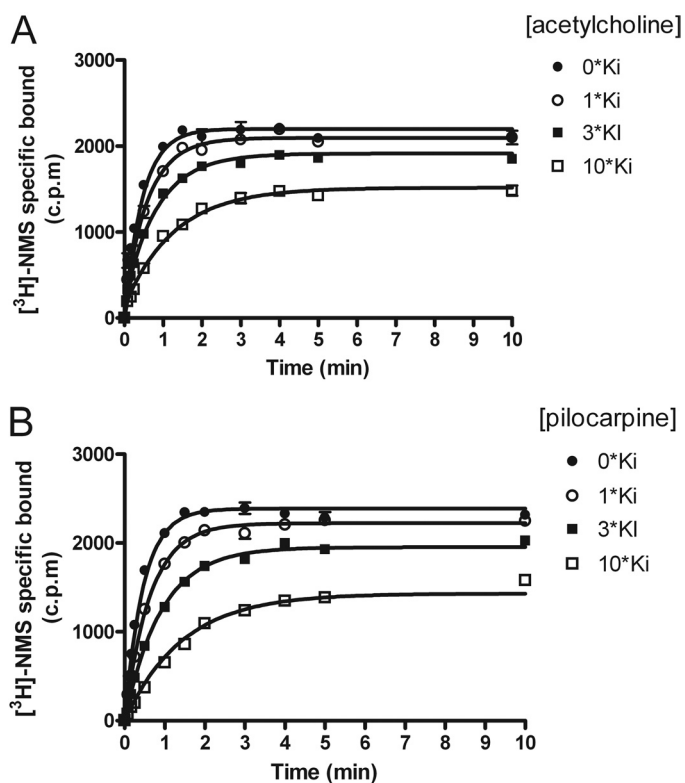 A
[acetylcholine]
0*Ki
1*Ki
3*KI
10*Ki
3000
2000
1000
0
[³H]-NMS specific bound
(c.p.m)
0 1 2 3 4 5 6 7 8 9 10
Time (min)
B
[pilocarpine]
0*Ki
1*Ki
3*KI
10*Ki
3000
2000
1000
0
[³H]-NMS specific bound
(c.p.m)
0 1 2 3 4 5 6 7 8 9 10
Time (min)